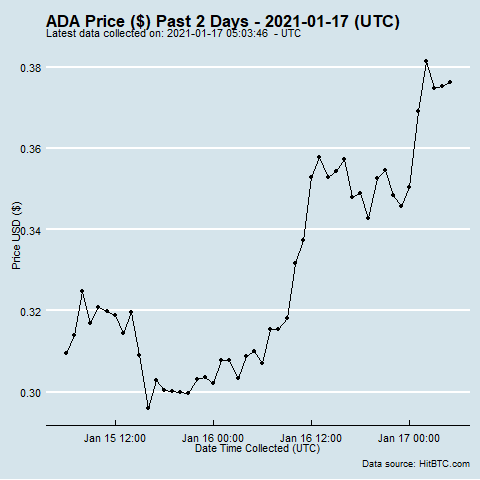 ADA Price ($) Past 2 Days - 2021-01-17 (UTC)
Latest data collected on: 2021-01-17 05:03:46 - UTC
0.38
0.36
0.34
0.32
0.30
Price USD ($)
Jan 15 12:00 Jan 16 00:00 Jan 16 12:00 Jan 17 00:00
Date Time Collected (UTC)
Data source: HitBTC.com